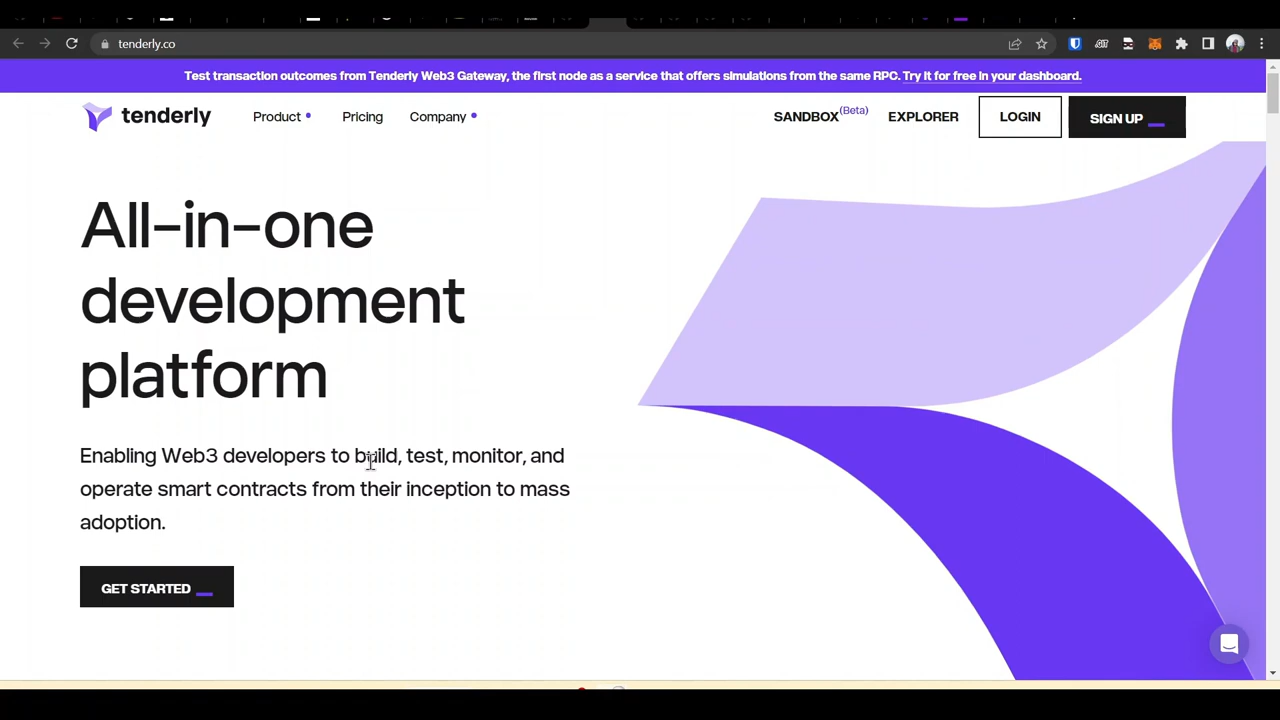 tenderly.co
Test transaction outcomes from Tenderly Web3 Gateway, the first node as a service that offers simulations from the same RPC. Try it for free in your dashboard.
tenderly
Product
Pricing
Company
SANDBOX(Beta)
EXPLORER
LOGIN
SIGN UP
All-in-one
development
platform
Enabling Web3 developers to build, test, monitor, and
operate smart contracts from their inception to mass
adoption.
GET STARTED